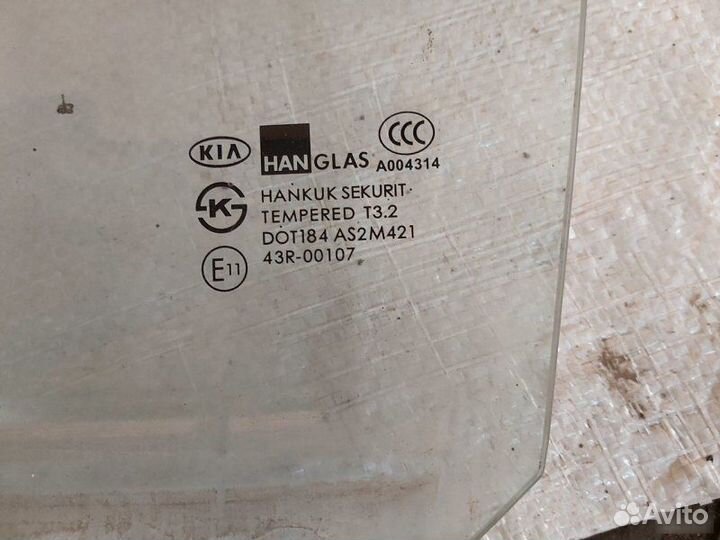 KIA HANGLAS CCC A004314
K HANKUK SEKURIT
TEMPERED T3.2
DOT184 AS2M421
E11 43R-00107
Avito